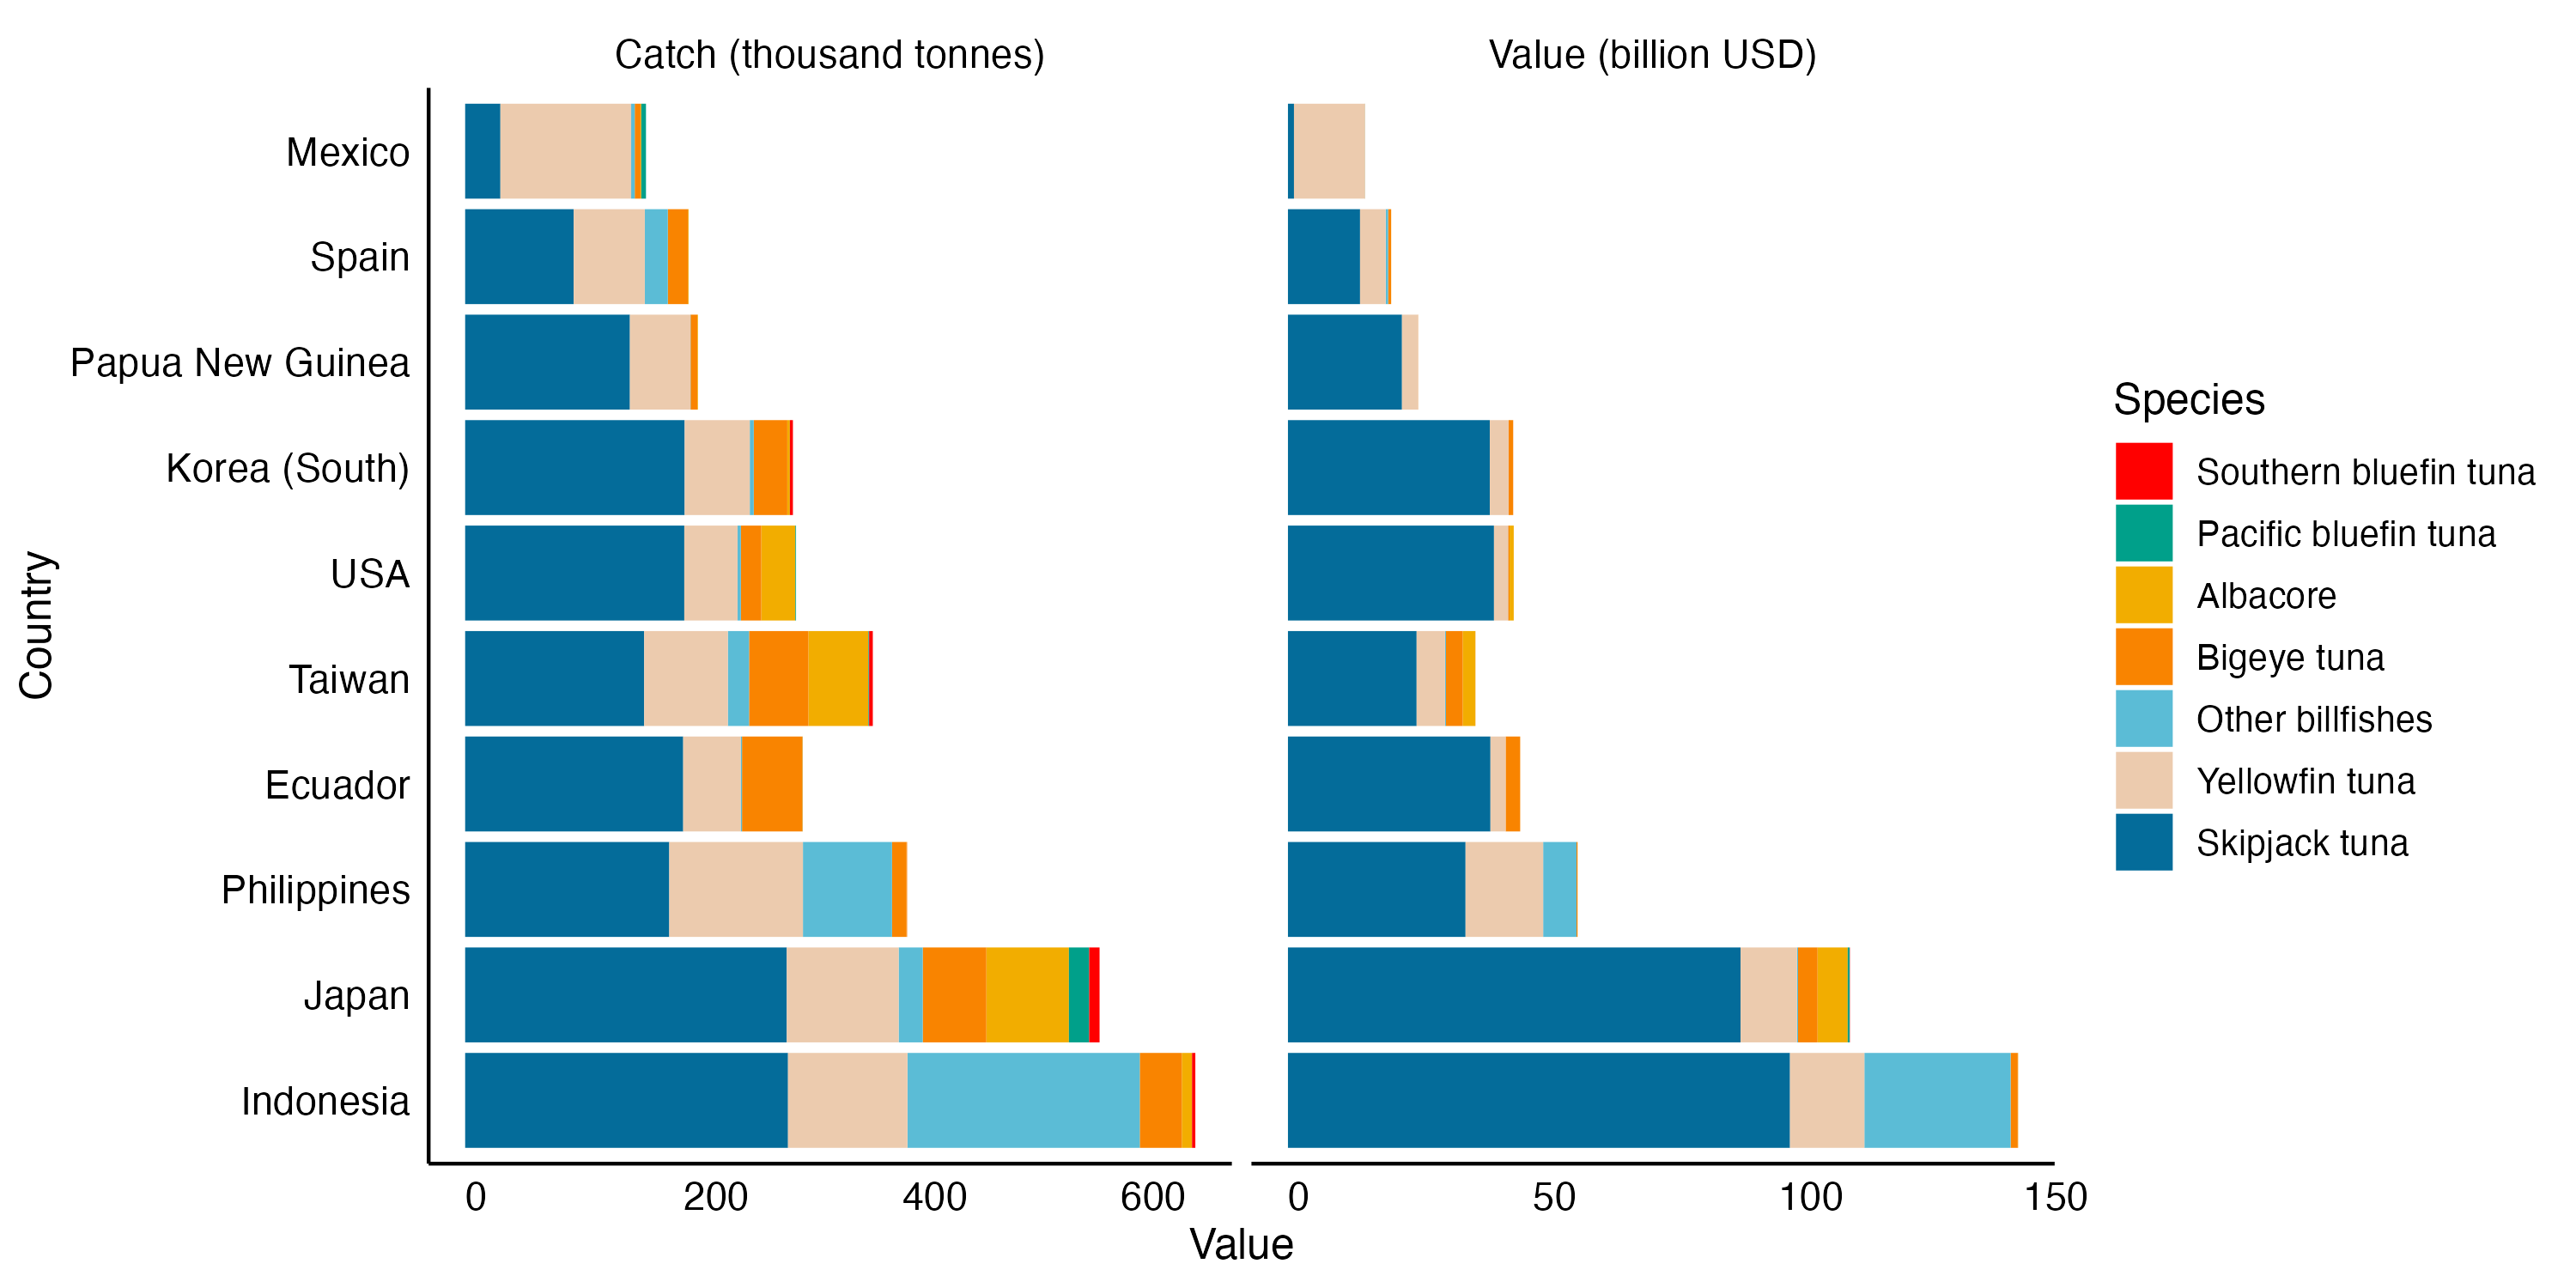 Catch (thousand tonnes)
Value (billion USD)
Country
Mexico
Spain
Papua New Guinea
Korea (South)
USA
Taiwan
Ecuador
Philippines
Japan
Indonesia
0 200 400 600
0 50 100 150
Value
Species
Southern bluefin tuna
Pacific bluefin tuna
Albacore
Bigeye tuna
Other billfishes
Yellowfin tuna
Skipjack tuna